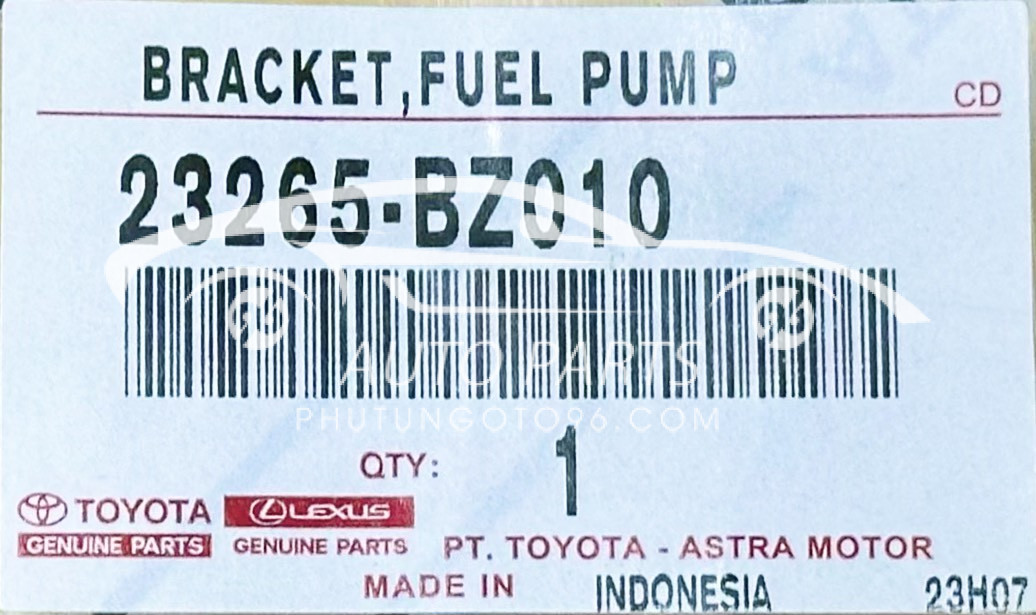 BRACKET,FUEL PUMP
CD
23265-BZ010
AUTO PARTS
PHUTUNGOTO96.COM
QTY: 1
TOYOTA
GENUINE PARTS
LEXUS
GENUINE PARTS
PT. TOYOTA - ASTRA MOTOR
MADE IN INDONESIA
23H07